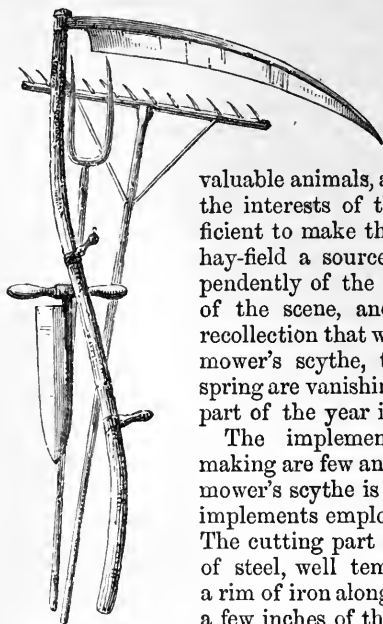 valuable animals, a
the interests of t
ficient to make th
hay-field a source
pendently of the
of the scene, and
recollection that w
mower's scythe, t
spring are vanishin
part of the year i
The implemen
making are few an
mower's scythe is
implements emplo
The cutting part
of steel, well tem
a rim of iron along
a few inches of th